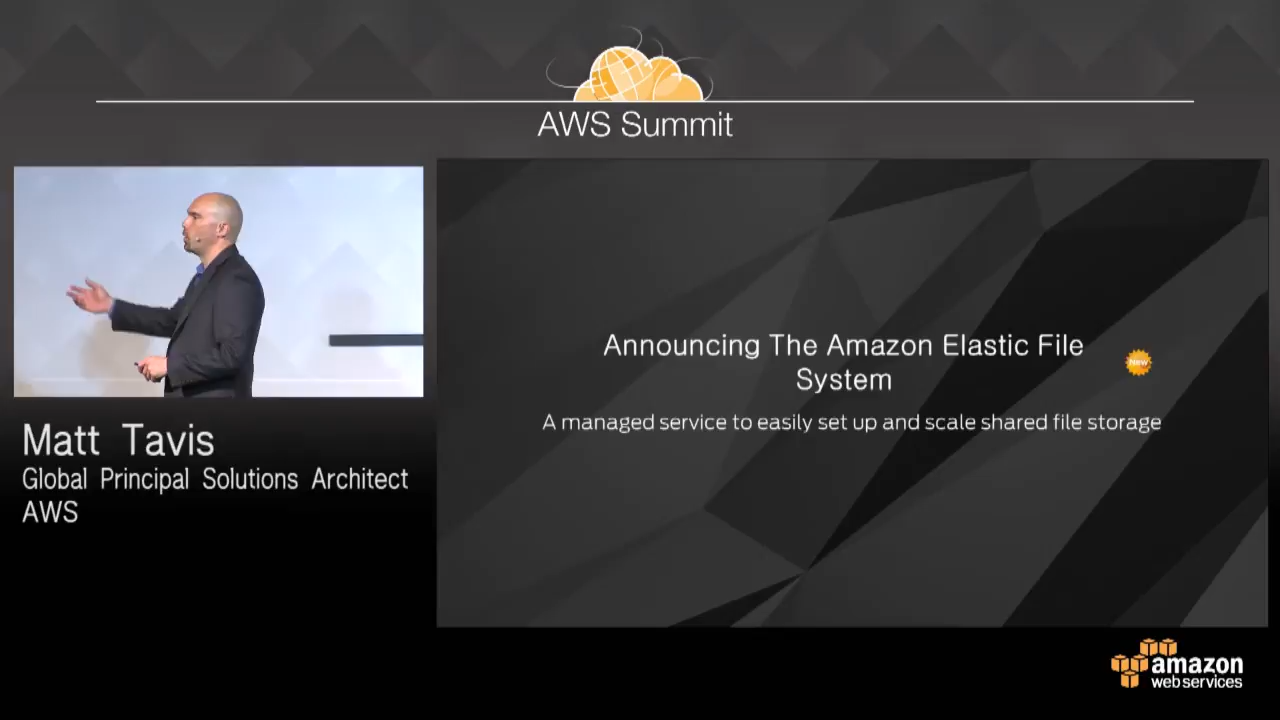 AWS Summit
Matt Tavis
Global Principal Solutions Architect
AWS
Announcing The Amazon Elastic File
System
New
A managed service to easily set up and scale shared file storage
amazon
web services